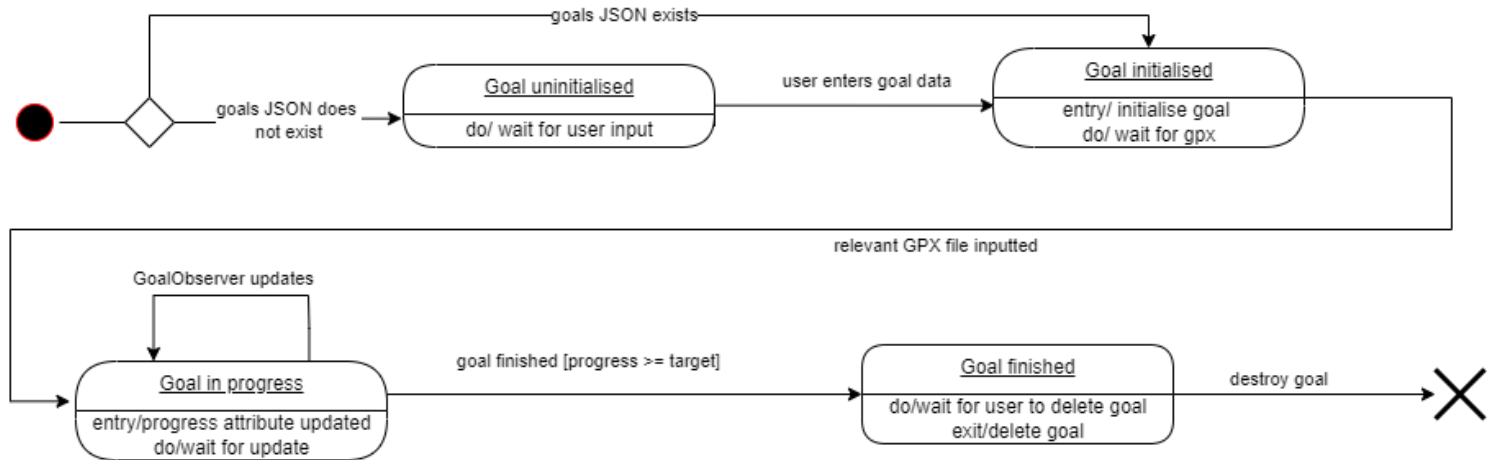 goals JSON exists
goals JSON does
not exist
Goal uninitialised
do/ wait for user input
user enters goal data
Goal initialised
entry/ initialise goal
do/ wait for gpx
relevant GPX file inputted
GoalObserver updates
Goal in progress
entry/progress attribute updated
do/wait for update
goal finished [progress >= target]
Goal finished
do/wait for user to delete goal
exit/delete goal
destroy goal